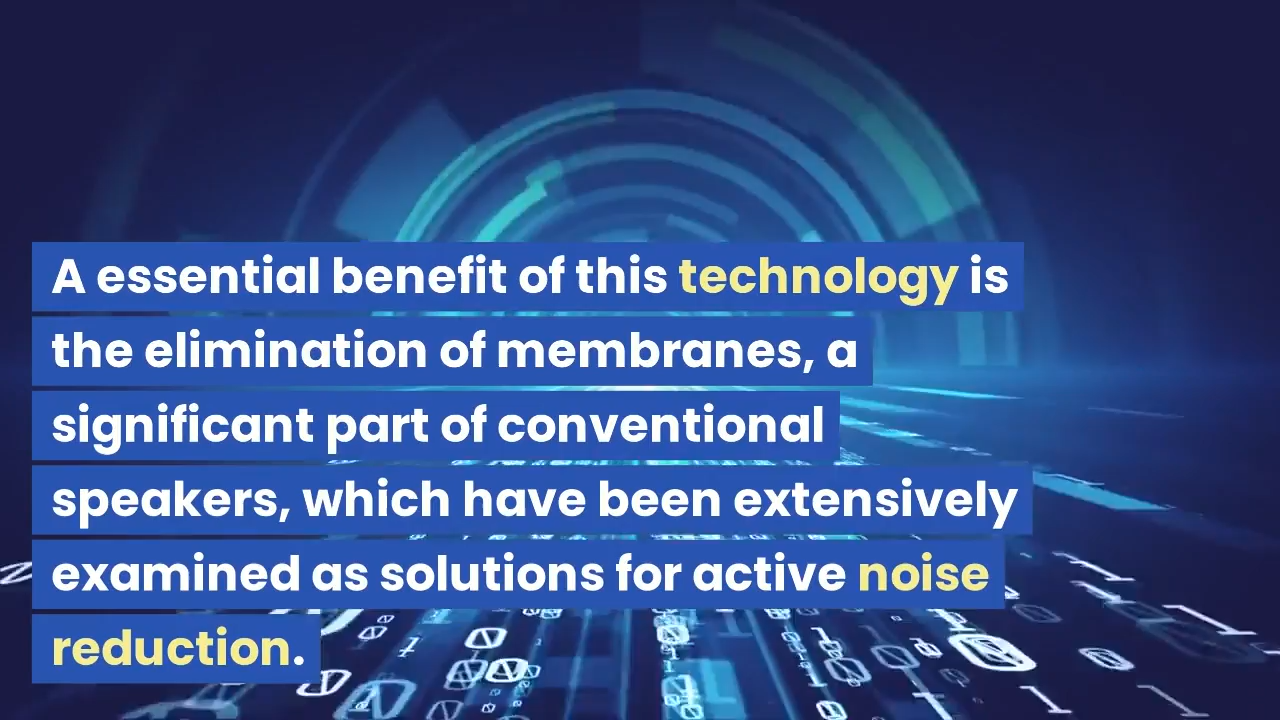 A essential benefit of this technology is
the elimination of membranes, a
significant part of conventional
speakers, which have been extensively
examined as solutions for active noise
reduction.